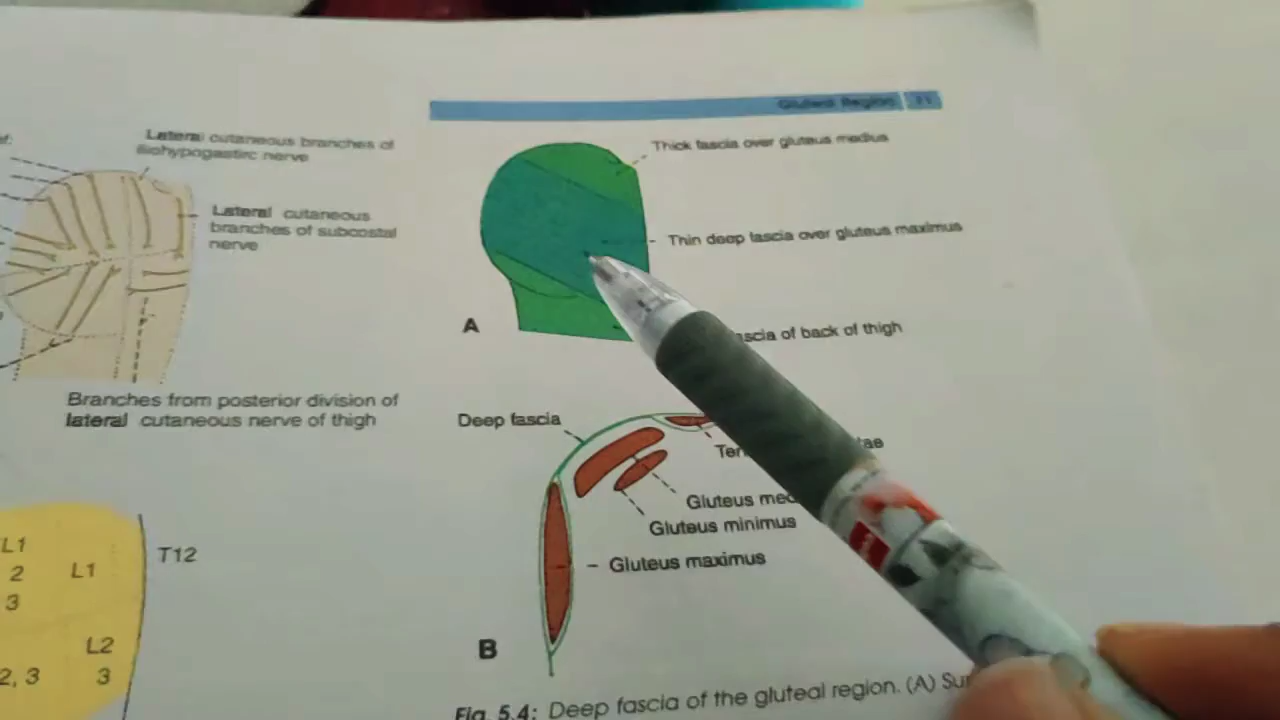 Gluteal Region 71
Lateral cutaneous branches of
iliohypogastirc nerve
Lateral cutaneous
branches of subcostal
nerve
Branches from posterior division of
lateral cutaneous nerve of thigh
L1
2
3
L1
T12
L2
3
2, 3
Thick fascia over gluteus medius
Thin deep fascia over gluteus maximus
of back of thigh
A
Deep fascia
Gluteus
Gluteus minimus
Gluteus maximus
B
Fig. 5.4: Deep fascia of the gluteal region. (A)